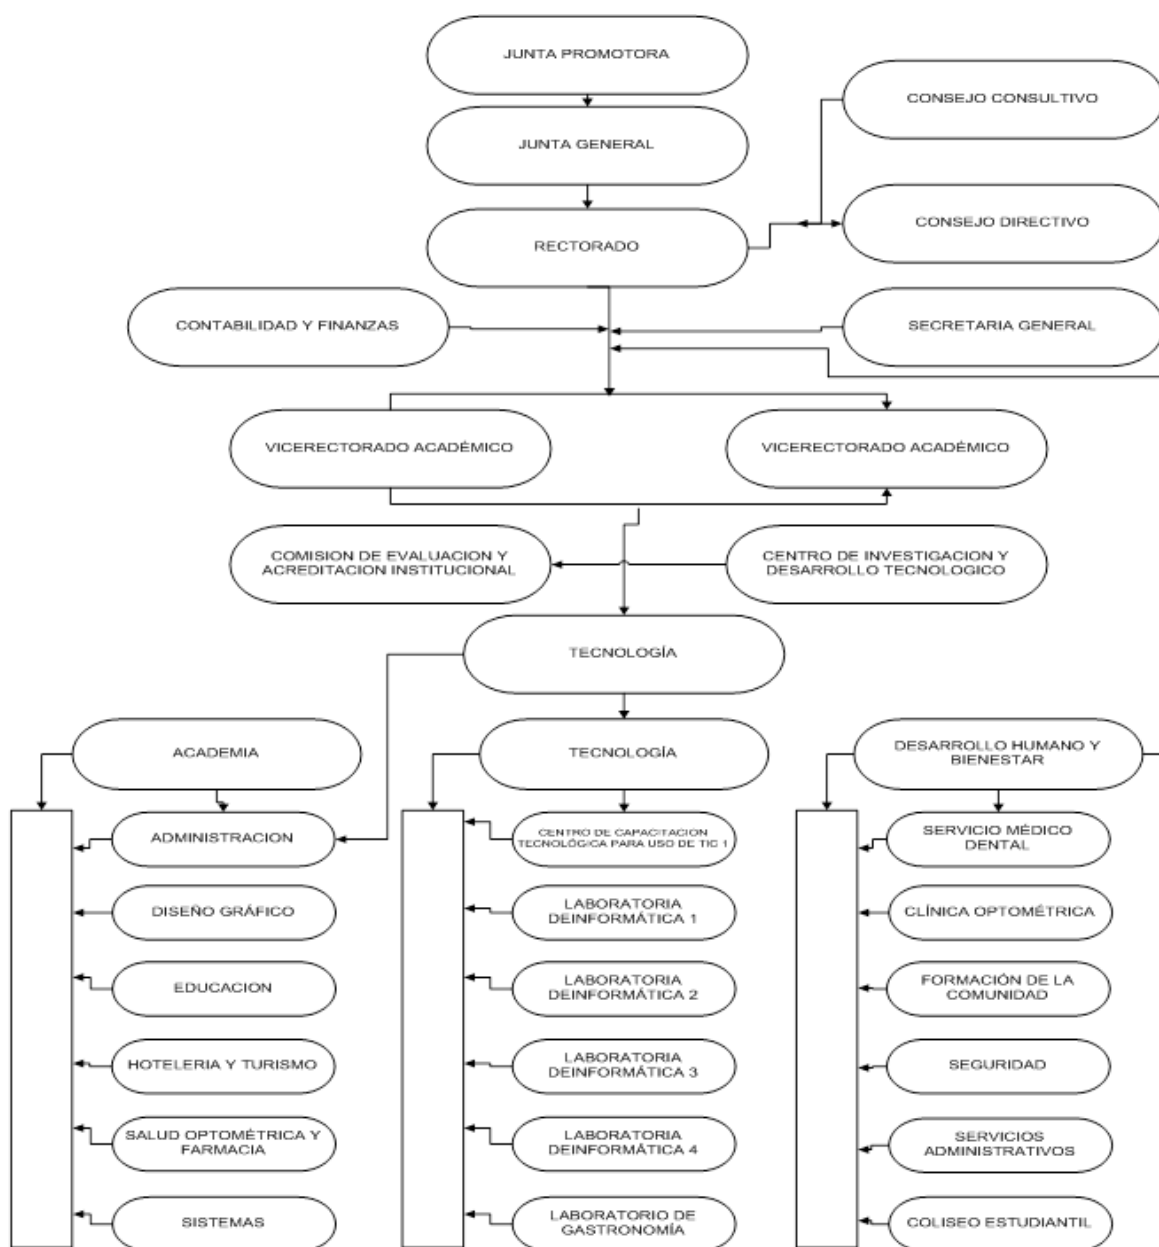 JUNTA PROMOTORA
CONSEJO CONSULTIVO
JUNTA GENERAL
CONSEJO DIRECTIVO
RECTORADO
CONTABILIDAD Y FINANZAS
SECRETARIA GENERAL
VICERECTORADO ACADÉMICO
VICERECTORADO ACADÉMICO
COMISION DE EVALUACION Y
ACREDITACION INSTITUCIONAL
CENTRO DE INVESTIGACION Y
DESARROLLO TECNOLOGICO
TECNOLOGÍA
ACADEMIA
TECNOLOGÍA
DESARROLLO HUMANO Y
BIENESTAR
ADMINISTRACION
CENTRO DE CAPACITACION
TECNOLÓGICA PARA USO DE TIC 1
SERVICIO MÉDICO
DENTAL
DISEÑO GRÁFICO
LABORATORIA
DEINFORMÁTICA 1
CLÍNICA OPTOMÉTRICA
EDUCACION
LABORATORIA
DEINFORMÁTICA 2
FORMACIÓN DE LA
COMUNIDAD
HOTELERIA Y TURISMO
LABORATORIA
DEINFORMÁTICA 3
SEGURIDAD
SALUD OPTOMÉTRICA Y
FARMACIA
LABORATORIA
DEINFORMÁTICA 4
SERVICIOS
ADMINISTRATIVOS
SISTEMAS
LABORATORIO DE
GASTRONOMÍA
COLISEO ESTUDIANTIL